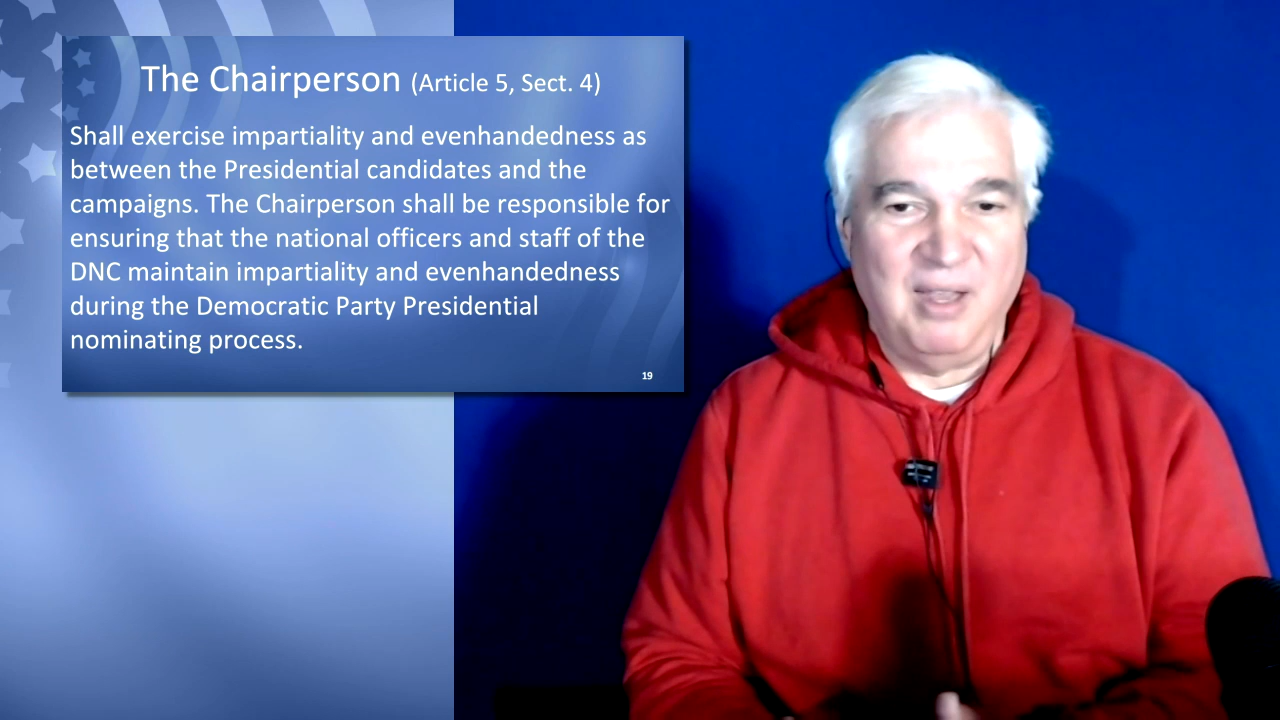 The Chairperson (Article 5, Sect. 4)
Shall exercise impartiality and evenhandedness as
between the Presidential candidates and the
campaigns. The Chairperson shall be responsible for
ensuring that the national officers and staff of the
DNC maintain impartiality and evenhandedness
during the Democratic Party Presidential
nominating process.
19